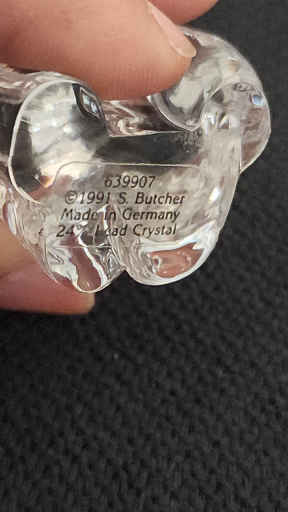 639907
©1991 S. Butcher
Made in Germany
24% Lead Crystal